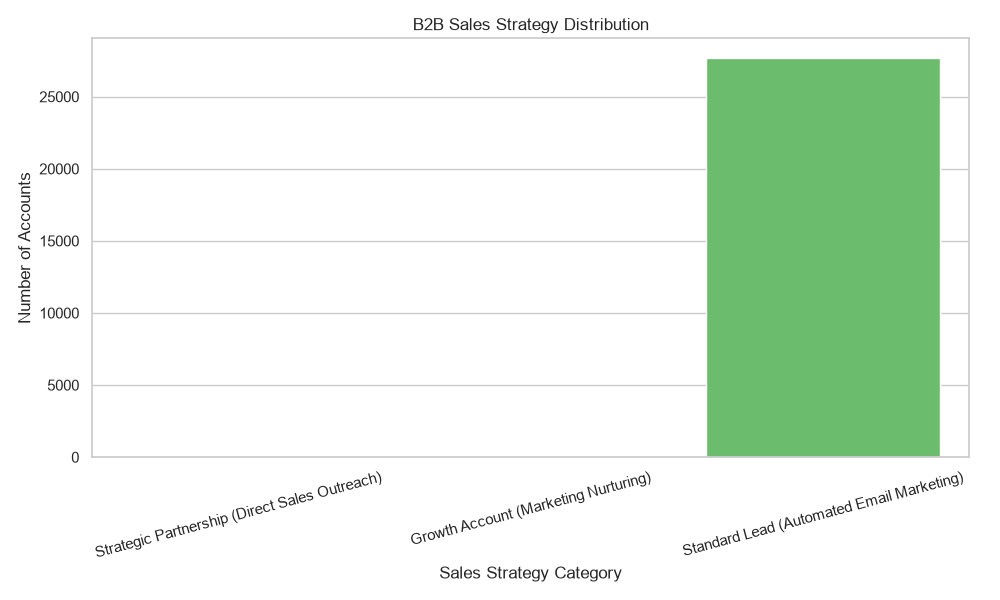 B2B Sales Strategy Distribution
Number of Accounts
25000
20000
15000
10000
5000
0
Strategic Partnership (Direct Sales Outreach)
Growth Account (Marketing Nurturing)
Standard Lead (Automated Email Marketing)
Sales Strategy Category